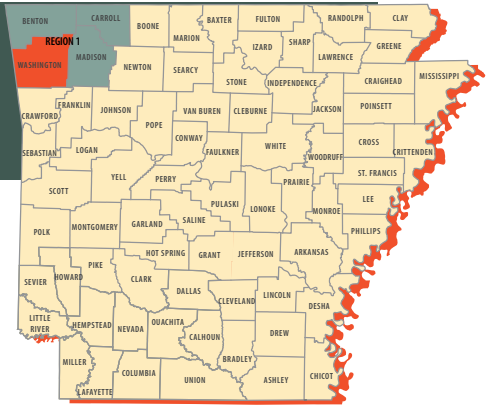 BENTON
CARROLL
BOONE
BAXTER
FULTON
RANDOLPH
CLAY
REGION 1
MARION
IZARD
SHARP
GREENE
LAWRENCE
WASHINGTON
MADISON
NEWTON
SEARCY
STONE
INDEPENDENCE
CRAIGHEAD
MISSISSIPPI
FRANKLIN
JOHNSON
VAN BUREN
CLEBURNE
JACKSON
POINSETT
CRAWFORD
POPE
CONWAY
FAULKNER
WHITE
WOODRUFF
CROSS
CRITTENDEN
SEBASTIAN
LOGAN
YELL
PERRY
PRAIRIE
ST. FRANCIS
SCOTT
PULASKI
LONOKE
MONROE
LEE
POLK
MONTGOMERY
GARLAND
SALINE
PHILLIPS
HOT SPRING
GRANT
JEFFERSON
ARKANSAS
PIKE
SEVIER
HOWARD
CLARK
DALLAS
CLEVELAND
LINCOLN
DESHA
LITTLE
RIVER
HEMPSTEAD
NEVADA
OUACHITA
CALHOUN
DREW
BRADLEY
MILLER
COLUMBIA
UNION
ASHLEY
CHICOT
LAFAYETTE